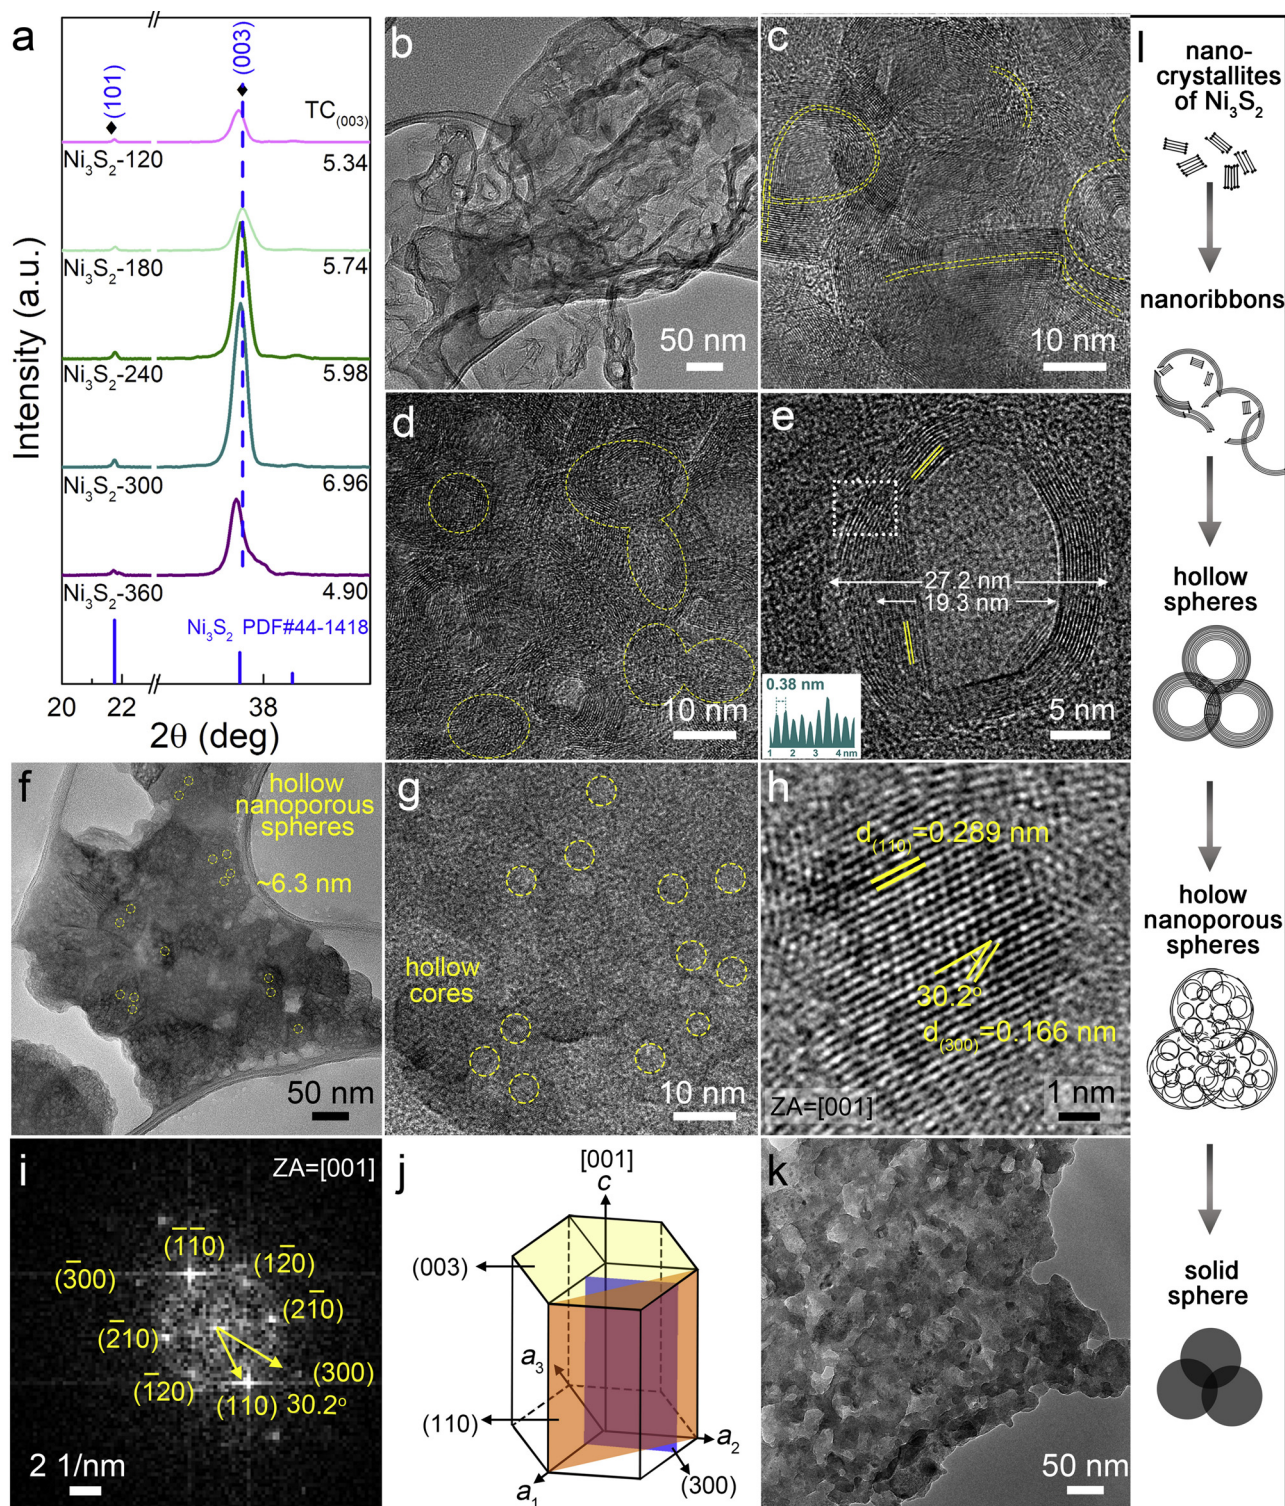 a
Intensity (a.u.)
(101)
(003)
TC(003)
Ni3S2-120
5.34
Ni3S2-180
5.74
Ni3S2-240
5.98
Ni3S2-300
6.96
Ni3S2-360
4.90
Ni3S2 PDF#44-1418
20
22
38
2θ (deg)
b
50 nm
c
10 nm
d
10 nm
e
27.2 nm
19.3 nm
0.38 nm
1 2 3 4 nm
5 nm
f
hollow
nanoporous
spheres
~6.3 nm
50 nm
g
hollow
cores
10 nm
h
d(110)=0.289 nm
30.2°
d(300)=0.166 nm
ZA=[001]
1 nm
i
ZA=[001]
(1̅1̅0)
(12̅0)
(3̅00)
(21̅0)
(2̅10)
(300)
(1̅20)
(110)
30.2°
2 1/nm
j
[001]
c
(003)
a3
(110)
a2
(300)
a1
k
50 nm
l
nano-
crystallites
of Ni3S2
nanoribbons
hollow
spheres
holow
nanoporous
spheres
solid
sphere